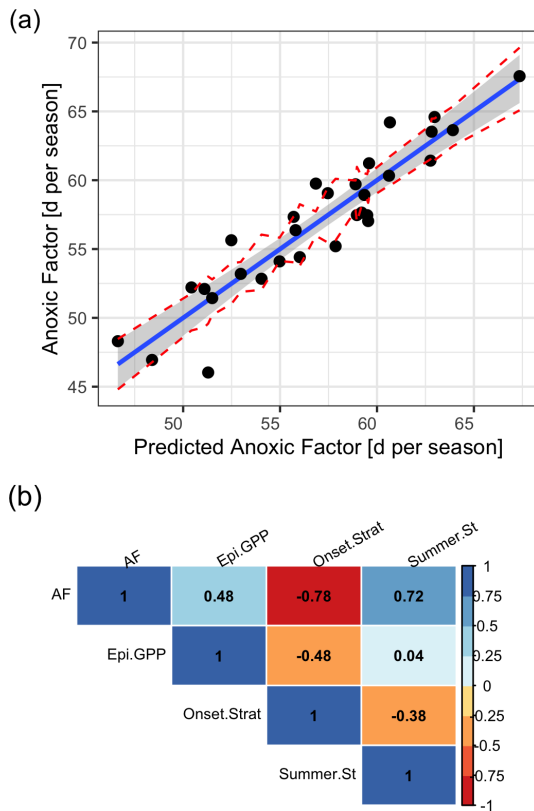 (a)
70
65
60
55
50
45
Anoxic Factor [d per season]
50 55 60 65
Predicted Anoxic Factor [d per season]
(b)
AF Epi.GPP Onset.Strat Summer.St
AF 1 0.48 -0.78 0.72
Epi.GPP 1 -0.48 0.04
Onset.Strat 1 -0.38
Summer.St 1
1
0.75
0.5
0.25
0
-0.25
-0.5
-0.75
-1